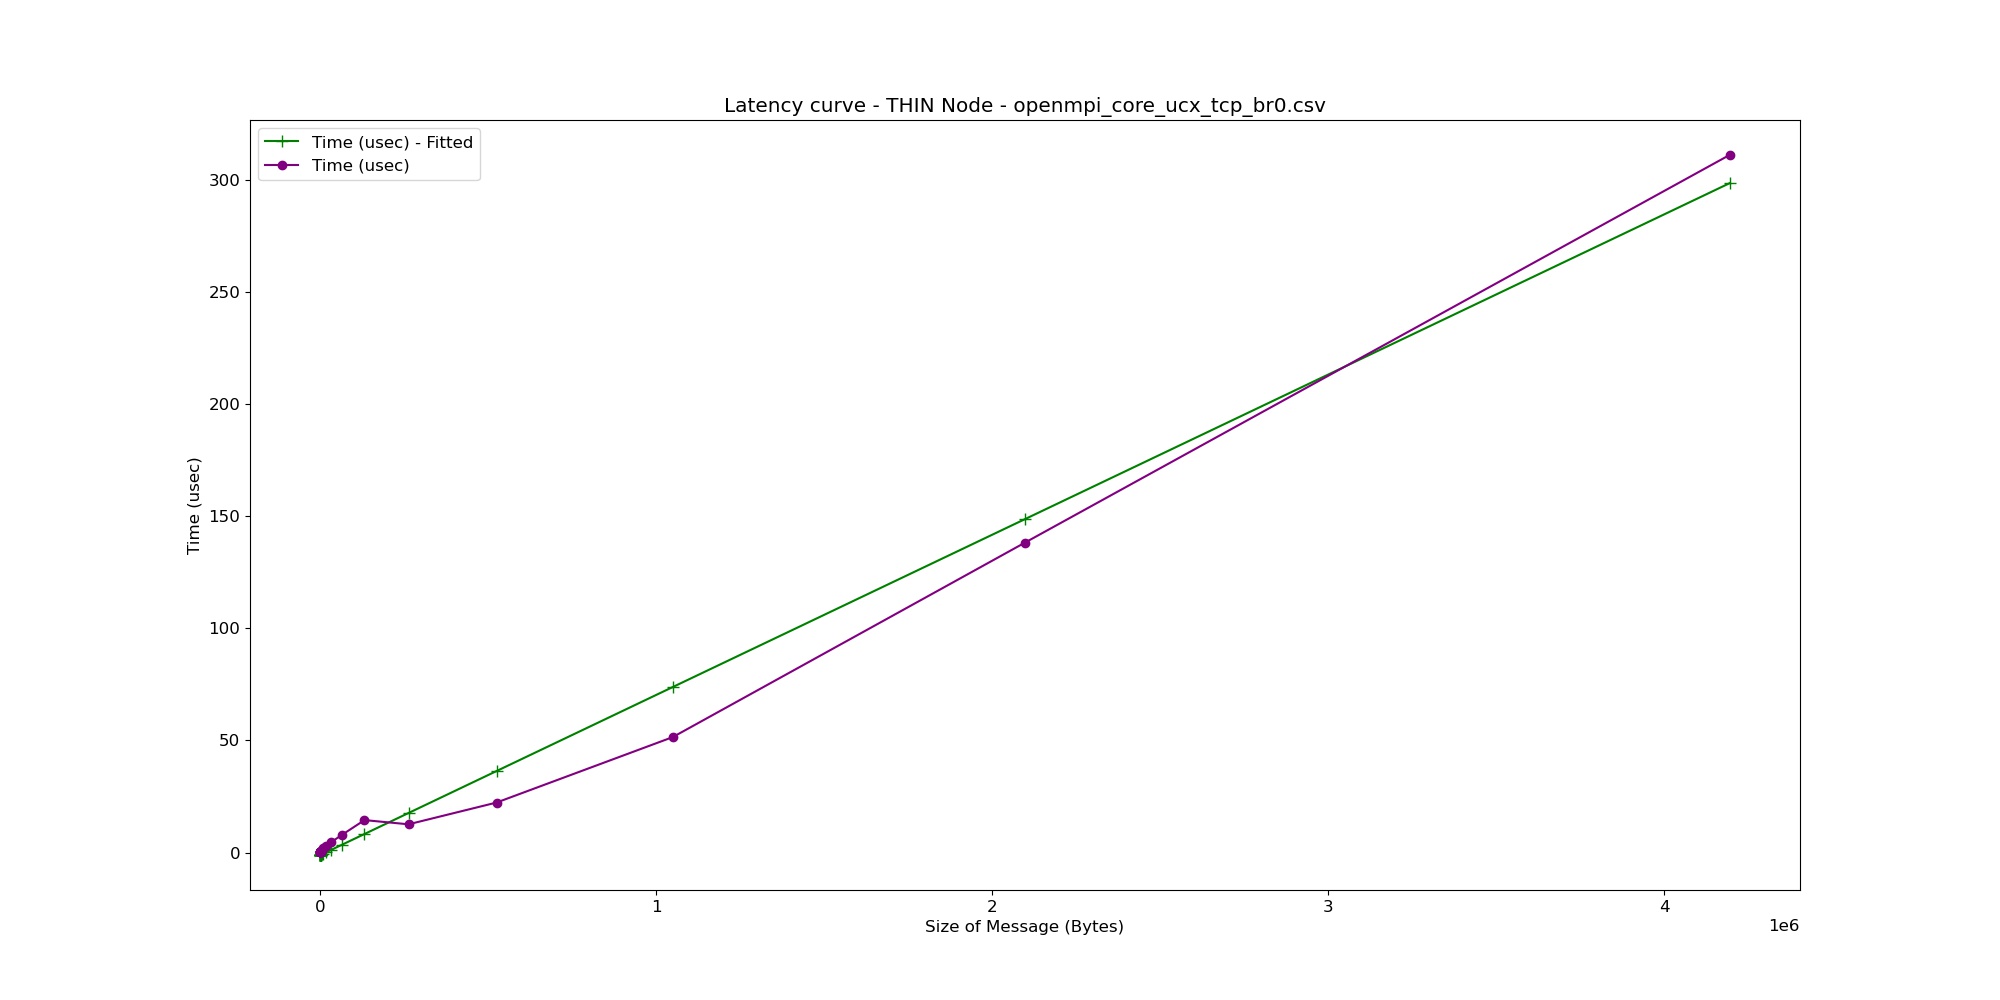 Latency curve - THIN Node - openmpi_core_ucx_tcp_br0.csv
Time (usec) - Fitted
Time (usec)
300
250
200
150
100
50
0
Time (usec)
0 1 2 3 4
1e6
Size of Message (Bytes)